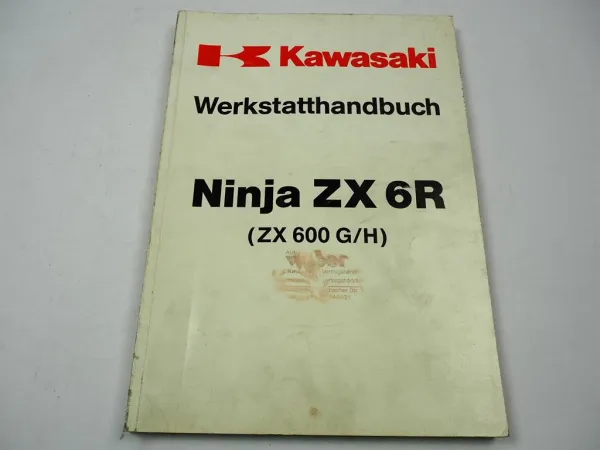 Kawasaki
Werkstatthandbuch
Ninja ZX 6R
(ZX 600 G/H)